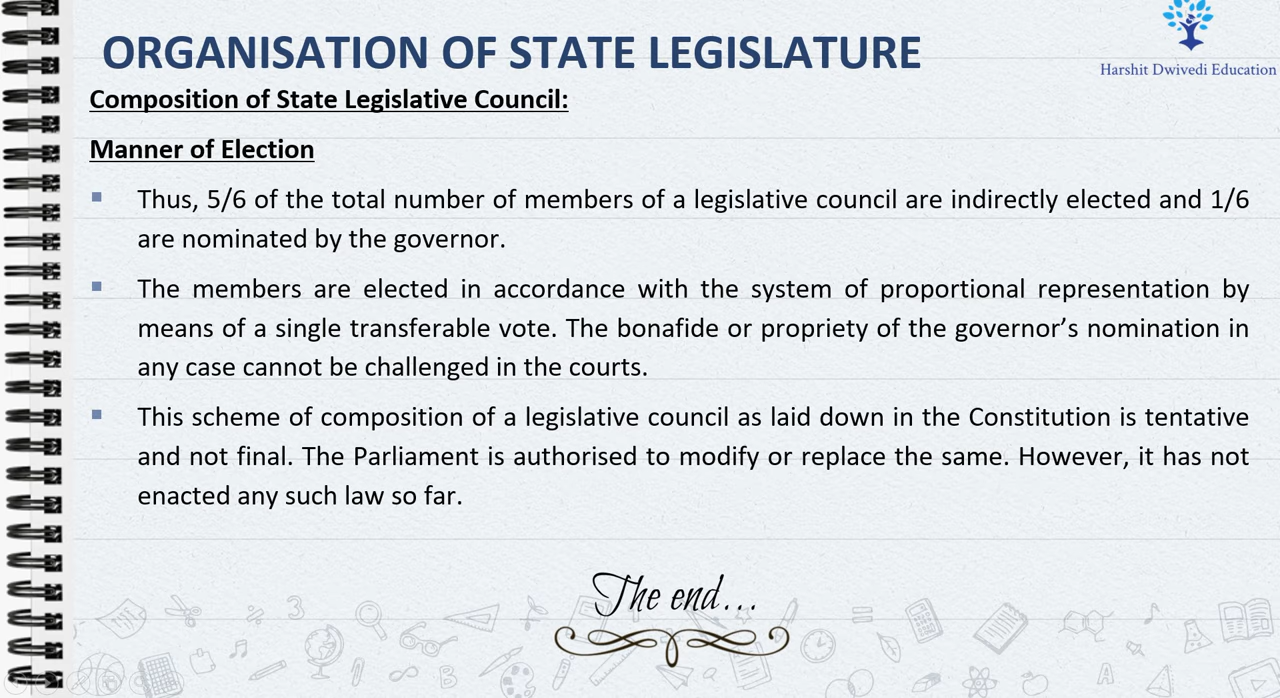 ORGANISATION OF STATE LEGISLATURE
Harshit Dwivedi Education
Composition of State Legislative Council:
Manner of Election
Thus, 5/6 of the total number of members of a legislative council are indirectly elected and 1/6
are nominated by the governor.
The members are elected in accordance with the system of proportional representation by
means of a single transferable vote. The bonafide or propriety of the governor’s nomination in
any case cannot be challenged in the courts.
This scheme of composition of a legislative council as laid down in the Constitution is tentative
and not final. The Parliament is authorised to modify or replace the same. However, it has not
enacted any such law so far.
The end...